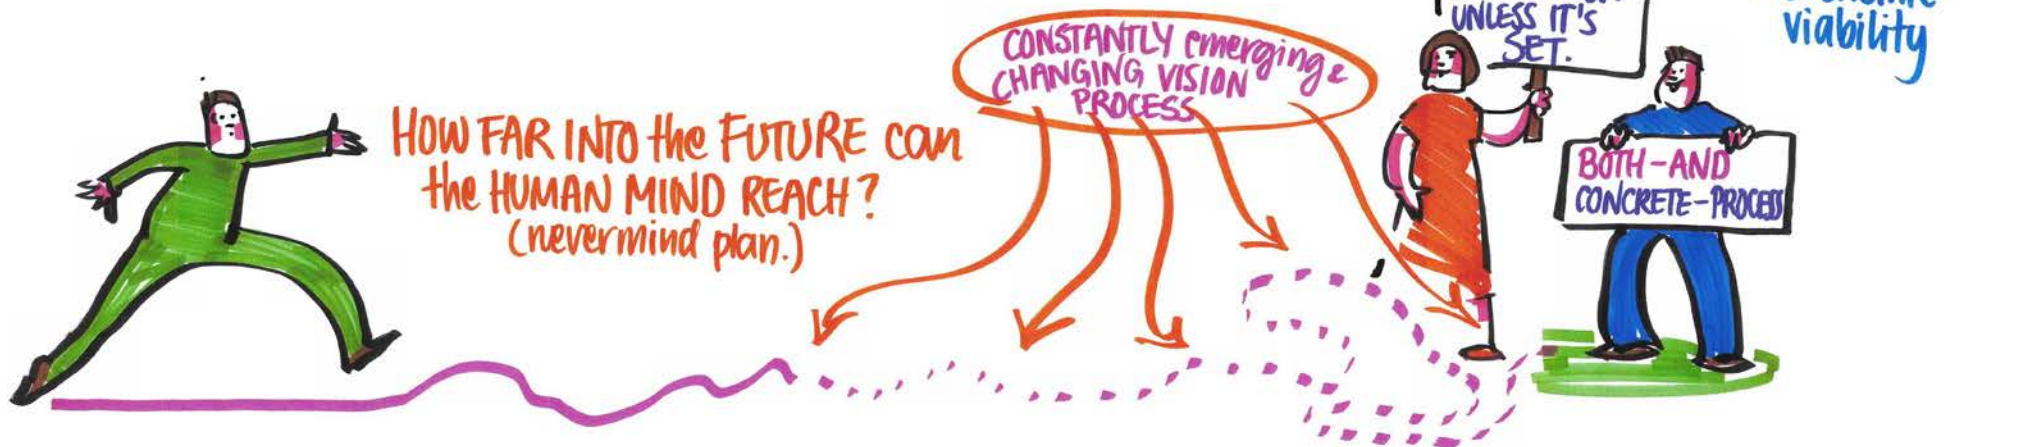 HOW FAR INTO the FUTURE can
the HUMAN MIND REACH?
(nevermind plan.)
CONSTANTLY emerging &
CHANGING VISION
PROCESS
UNLESS IT'S
SET.
BOTH-AND
CONCRETE-PROCESS
viability